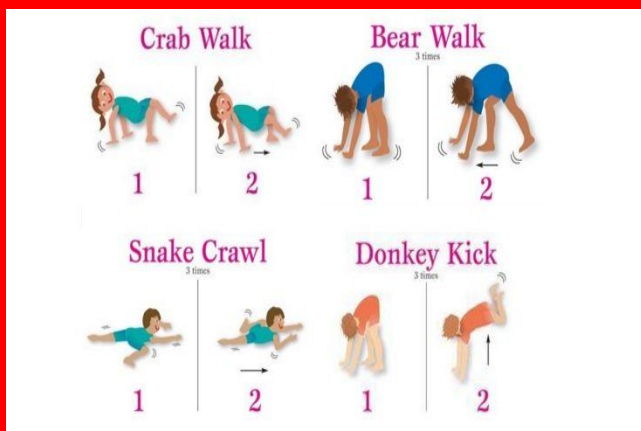 Crab Walk
1 2
Bear Walk
3 times
1 2
Snake Crawl
3 times
1 2
Donkey Kick
3 times
1 2